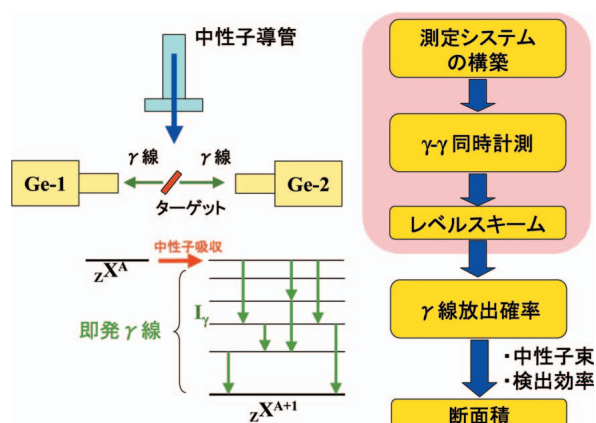 中性子導管
γ線
γ線
Ge-1
Ge-2
ターゲット
zX^A
中性子吸収
即発γ線
Iγ
zX^A+1
測定システム
の構築
γ-γ同時計測
レベルスキーム
γ線放出確率
・中性子束
・検出効率
断面積